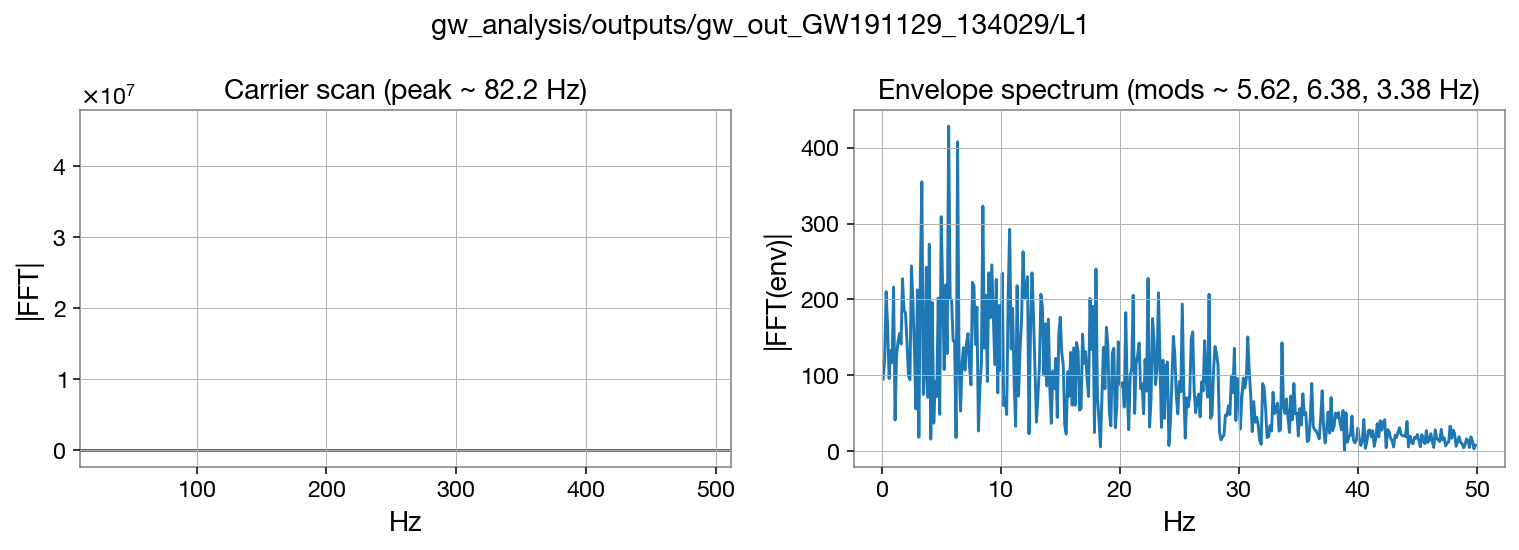 gw_analysis/outputs/gw_out_GW191129_134029/L1
Carrier scan (peak ~ 82.2 Hz)
×10⁷
|FFT|
4
3
2
1
0
100 200 300 400 500
Hz
Envelope spectrum (mods ~ 5.62, 6.38, 3.38 Hz)
|FFT(env)|
400
300
200
100
0
0 10 20 30 40 50
Hz